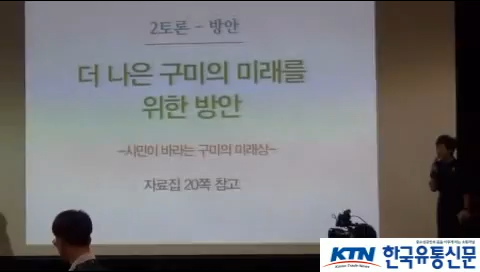 2토론 - 방안
더 나은 구미의 미래를
위한 방안
-시민이 바라는 구미의 미래상-
자료집 20쪽 참고
KTN 한국유통신문